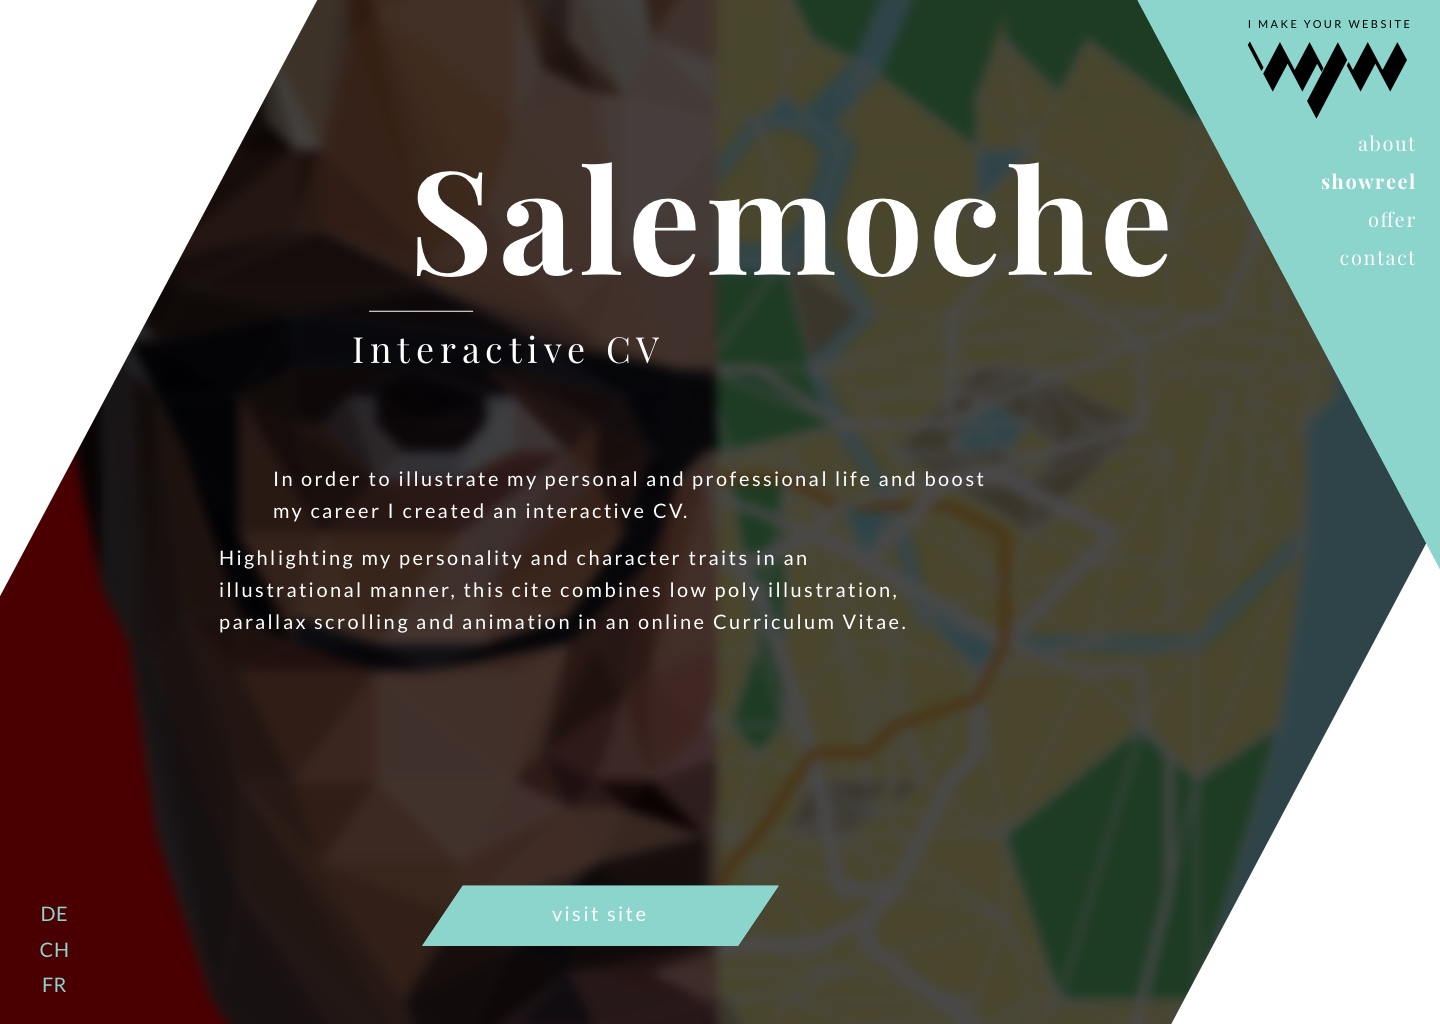 I MAKE YOUR WEBSITE
about
showreel
offer
contact
Salemoche
Interactive CV
In order to illustrate my personal and professional life and boost
my career I created an interactive CV.
Highlighting my personality and character traits in an
illustrational manner, this cite combines low poly illustration,
parallax scrolling and animation in an online Curriculum Vitae.
visit site
DE
CH
FR